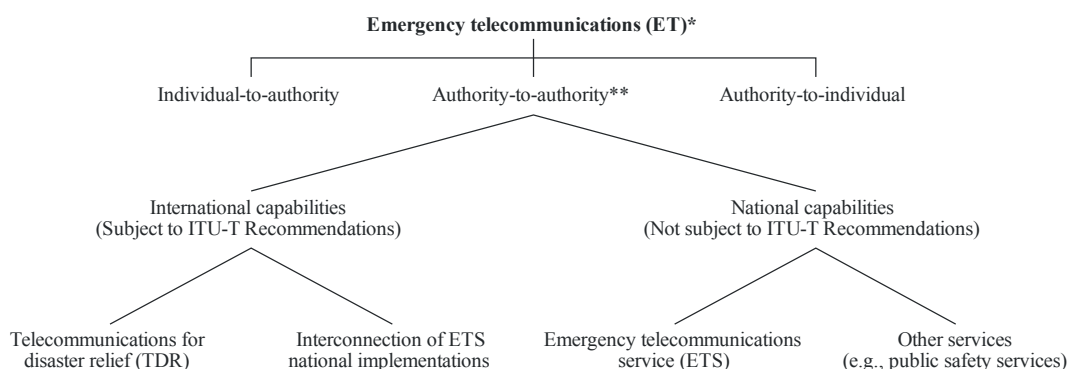 Emergency telecommunications (ET)*
Individual-to-authority
Authority-to-authority**
Authority-to-individual
International capabilities
(Subject to ITU-T Recommendations)
National capabilities
(Not subject to ITU-T Recommendations)
Telecommunications for
disaster relief (TDR)
Interconnection of ETS
national implementations
Emergency telecommunications
service (ETS)
Other services
(e.g., public safety services)